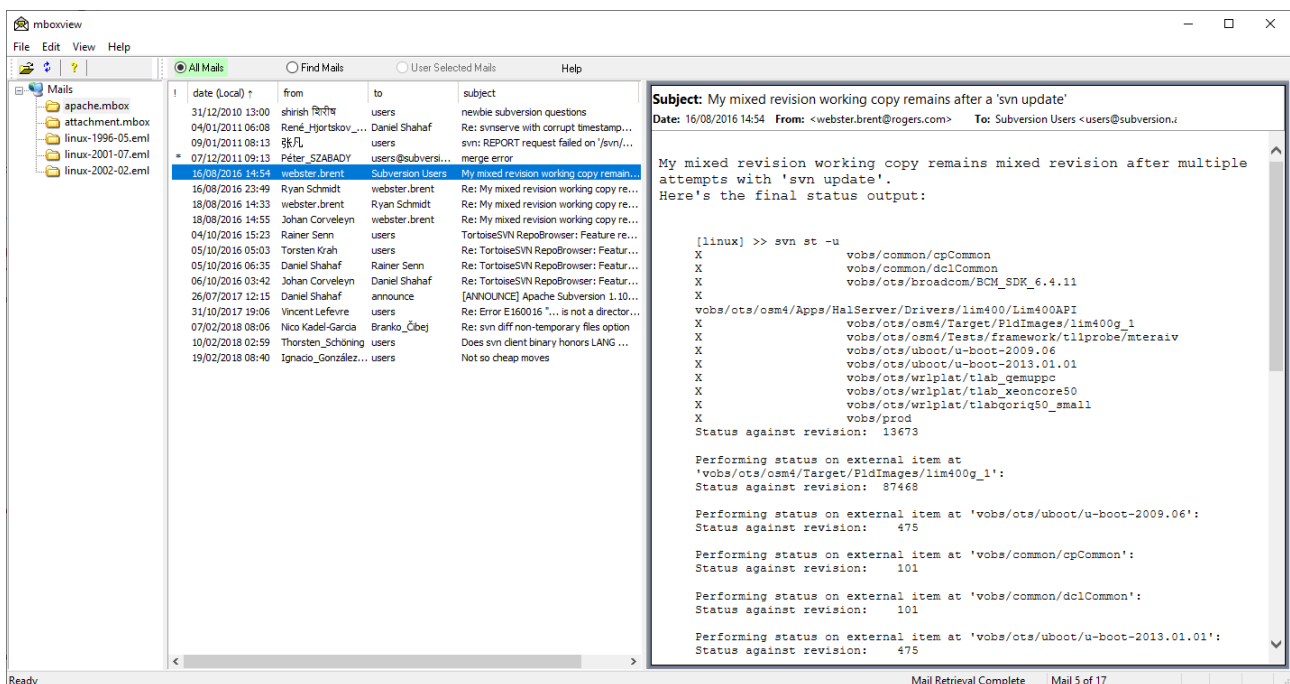 mboxview
File Edit View Help
? All Mails Find Mails User Selected Mails Help
Mails
apache.mbox
attachment.mbox
linux-1996-05.eml
linux-2001-07.eml
linux-2002-02.eml
! date (Local) ↑ from to subject
31/12/2010 13:00 shirish शिरीष users newbie subversion questions
04/01/2011 06:08 René_Hjortskov_... Daniel Shahaf Re: svnserve with corrupt timestamp...
09/01/2011 08:13 张凡 users svn: REPORT request failed on '/svn/...
* 07/12/2011 09:13 Péter_SZABADY users@subversi... merge error
16/08/2016 14:54 webster.brent Subversion Users My mixed revision working copy remain...
16/08/2016 23:49 Ryan Schmidt webster.brent Re: My mixed revision working copy re...
18/08/2016 14:33 webster.brent Ryan Schmidt Re: My mixed revision working copy re...
18/08/2016 14:55 Johan Corveleyn webster.brent Re: My mixed revision working copy re...
04/10/2016 15:23 Rainer Senn users TortoiseSVN RepoBrowser: Feature re...
05/10/2016 05:03 Torsten Krah users Re: TortoiseSVN RepoBrowser: Featur...
05/10/2016 06:35 Daniel Shahaf Rainer Senn Re: TortoiseSVN RepoBrowser: Featur...
06/10/2016 03:42 Johan Corveleyn Daniel Shahaf Re: TortoiseSVN RepoBrowser: Featur...
26/07/2017 12:15 Daniel Shahaf announce [ANNOUNCE] Apache Subversion 1.10...
31/10/2017 19:06 Vincent Lefevre users Re: Error E160016 "... is not a director...
07/02/2018 08:06 Nico Kadel-Garcia Branko_Čibej Re: svn diff non-temporary files option
10/02/2018 02:59 Thorsten_Schöning users Does svn client binary honors LANG ...
19/02/2018 08:40 Ignacio_González... users Not so cheap moves
Subject: My mixed revision working copy remains after a 'svn update'
Date: 16/08/2016 14:54 From: <webster.brent@rogers.com> To: Subversion Users <users@subversion.a
My mixed revision working copy remains mixed revision after multiple
attempts with 'svn update'.
Here's the final status output:
[linux] >> svn st -u
X vobs/common/cpCommon
X vobs/common/dclCommon
X vobs/ots/broadcom/BCM_SDK_6.4.11
X
vobs/ots/osm4/Apps/HalServer/Drivers/lim400/Lim400API
X vobs/ots/osm4/Target/PldImages/lim400g_1
X vobs/ots/osm4/Tests/framework/tl1probe/mteraiv
X vobs/ots/uboot/u-boot-2009.06
X vobs/ots/uboot/u-boot-2013.01.01
X vobs/ots/wrlplat/tlab_qemuppc
X vobs/ots/wrlplat/tlab_xeoncore50
X vobs/ots/wrlplat/tlabqoriq50_small
X vobs/prod
Status against revision: 13673
Performing status on external item at
'vobs/ots/osm4/Target/PldImages/lim400g_1':
Status against revision: 87468
Performing status on external item at 'vobs/ots/uboot/u-boot-2009.06':
Status against revision: 475
Performing status on external item at 'vobs/common/cpCommon':
Status against revision: 101
Performing status on external item at 'vobs/common/dclCommon':
Status against revision: 101
Performing status on external item at 'vobs/ots/uboot/u-boot-2013.01.01':
Status against revision: 475
Ready Mail Retrieval Complete Mail 5 of 17